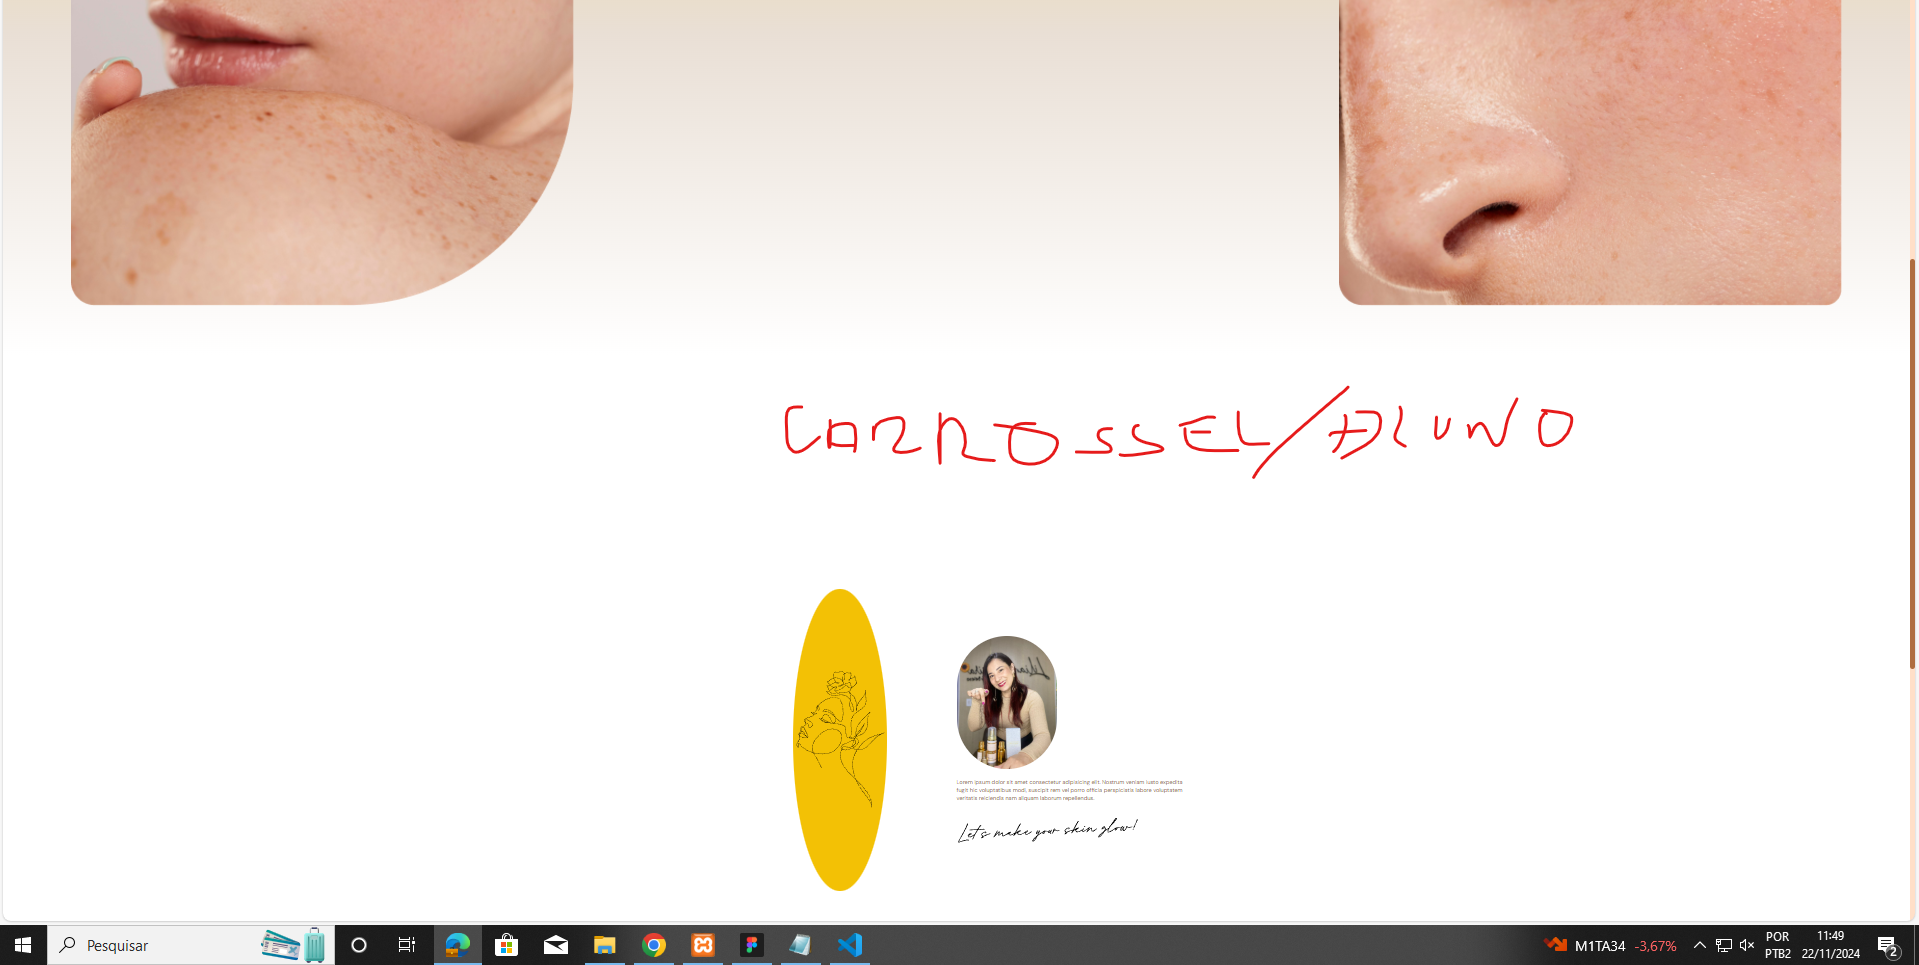 CARROSSEL/ALUNO
Lorem ipsum dolor sit amet consectetur adipisicing elit. Nostrum veniam iusto expedita
fugit hic voluptatibus modi, suscipit rem vel porro officia perspiciatis labore voluptatem
veritatis reiciendis nam aliquam laborum repellendus.
Let's make your skin glow!
Pesquisar
M1TA34 -3,67%
POR
PTB2
11:49
22/11/2024
2